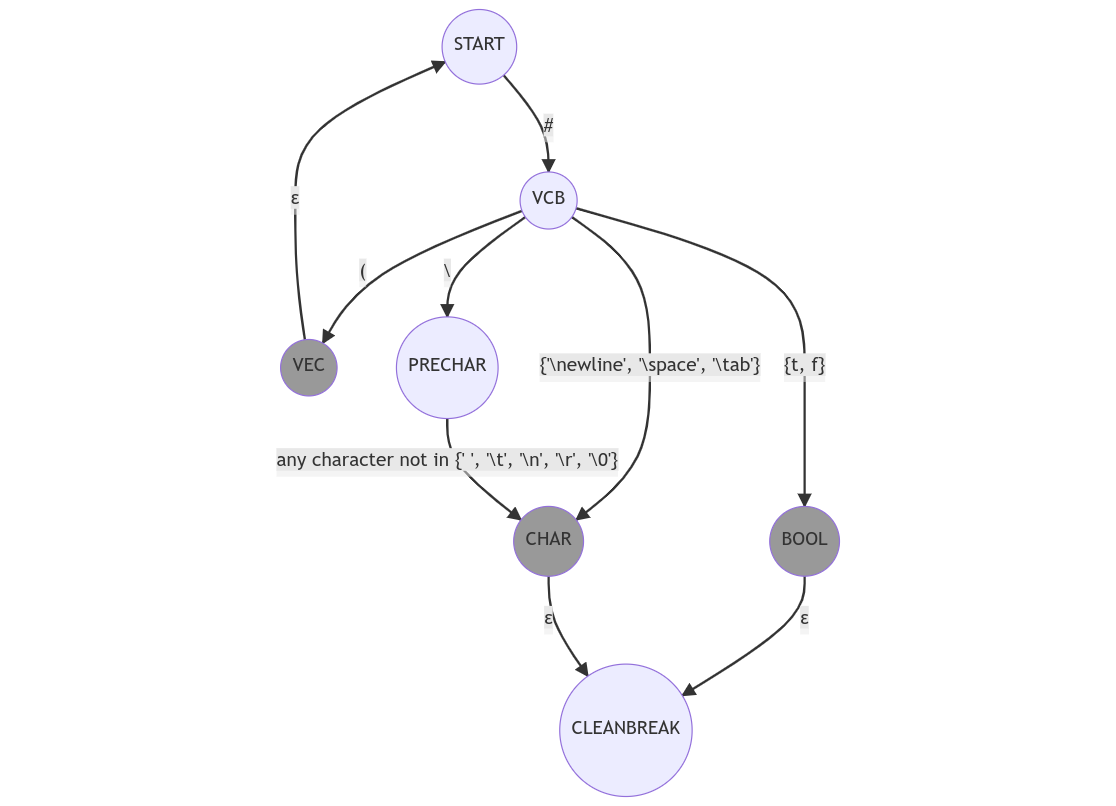 START
#
ε
VCB
(
\
{'\newline', '\space', '\tab'}
{t, f}
VEC
PRECHAR
any character not in {' ', '\t', '\n', '\r', '\0'}
CHAR
BOOL
ε
ε
CLEANBREAK